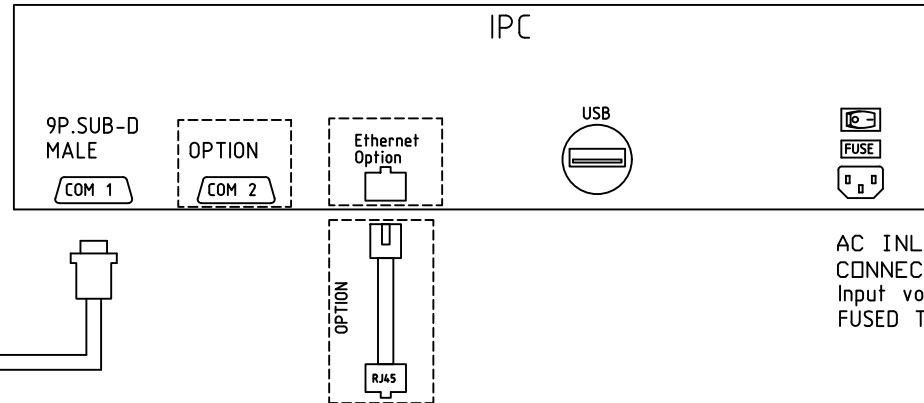 IPC
9P.SUB-D
MALE
COM 1
OPTION
COM 2
Ethernet
Option
USB
FUSE
OPTION
RJ45
AC INL
CONNEC
Input vo
FUSED T